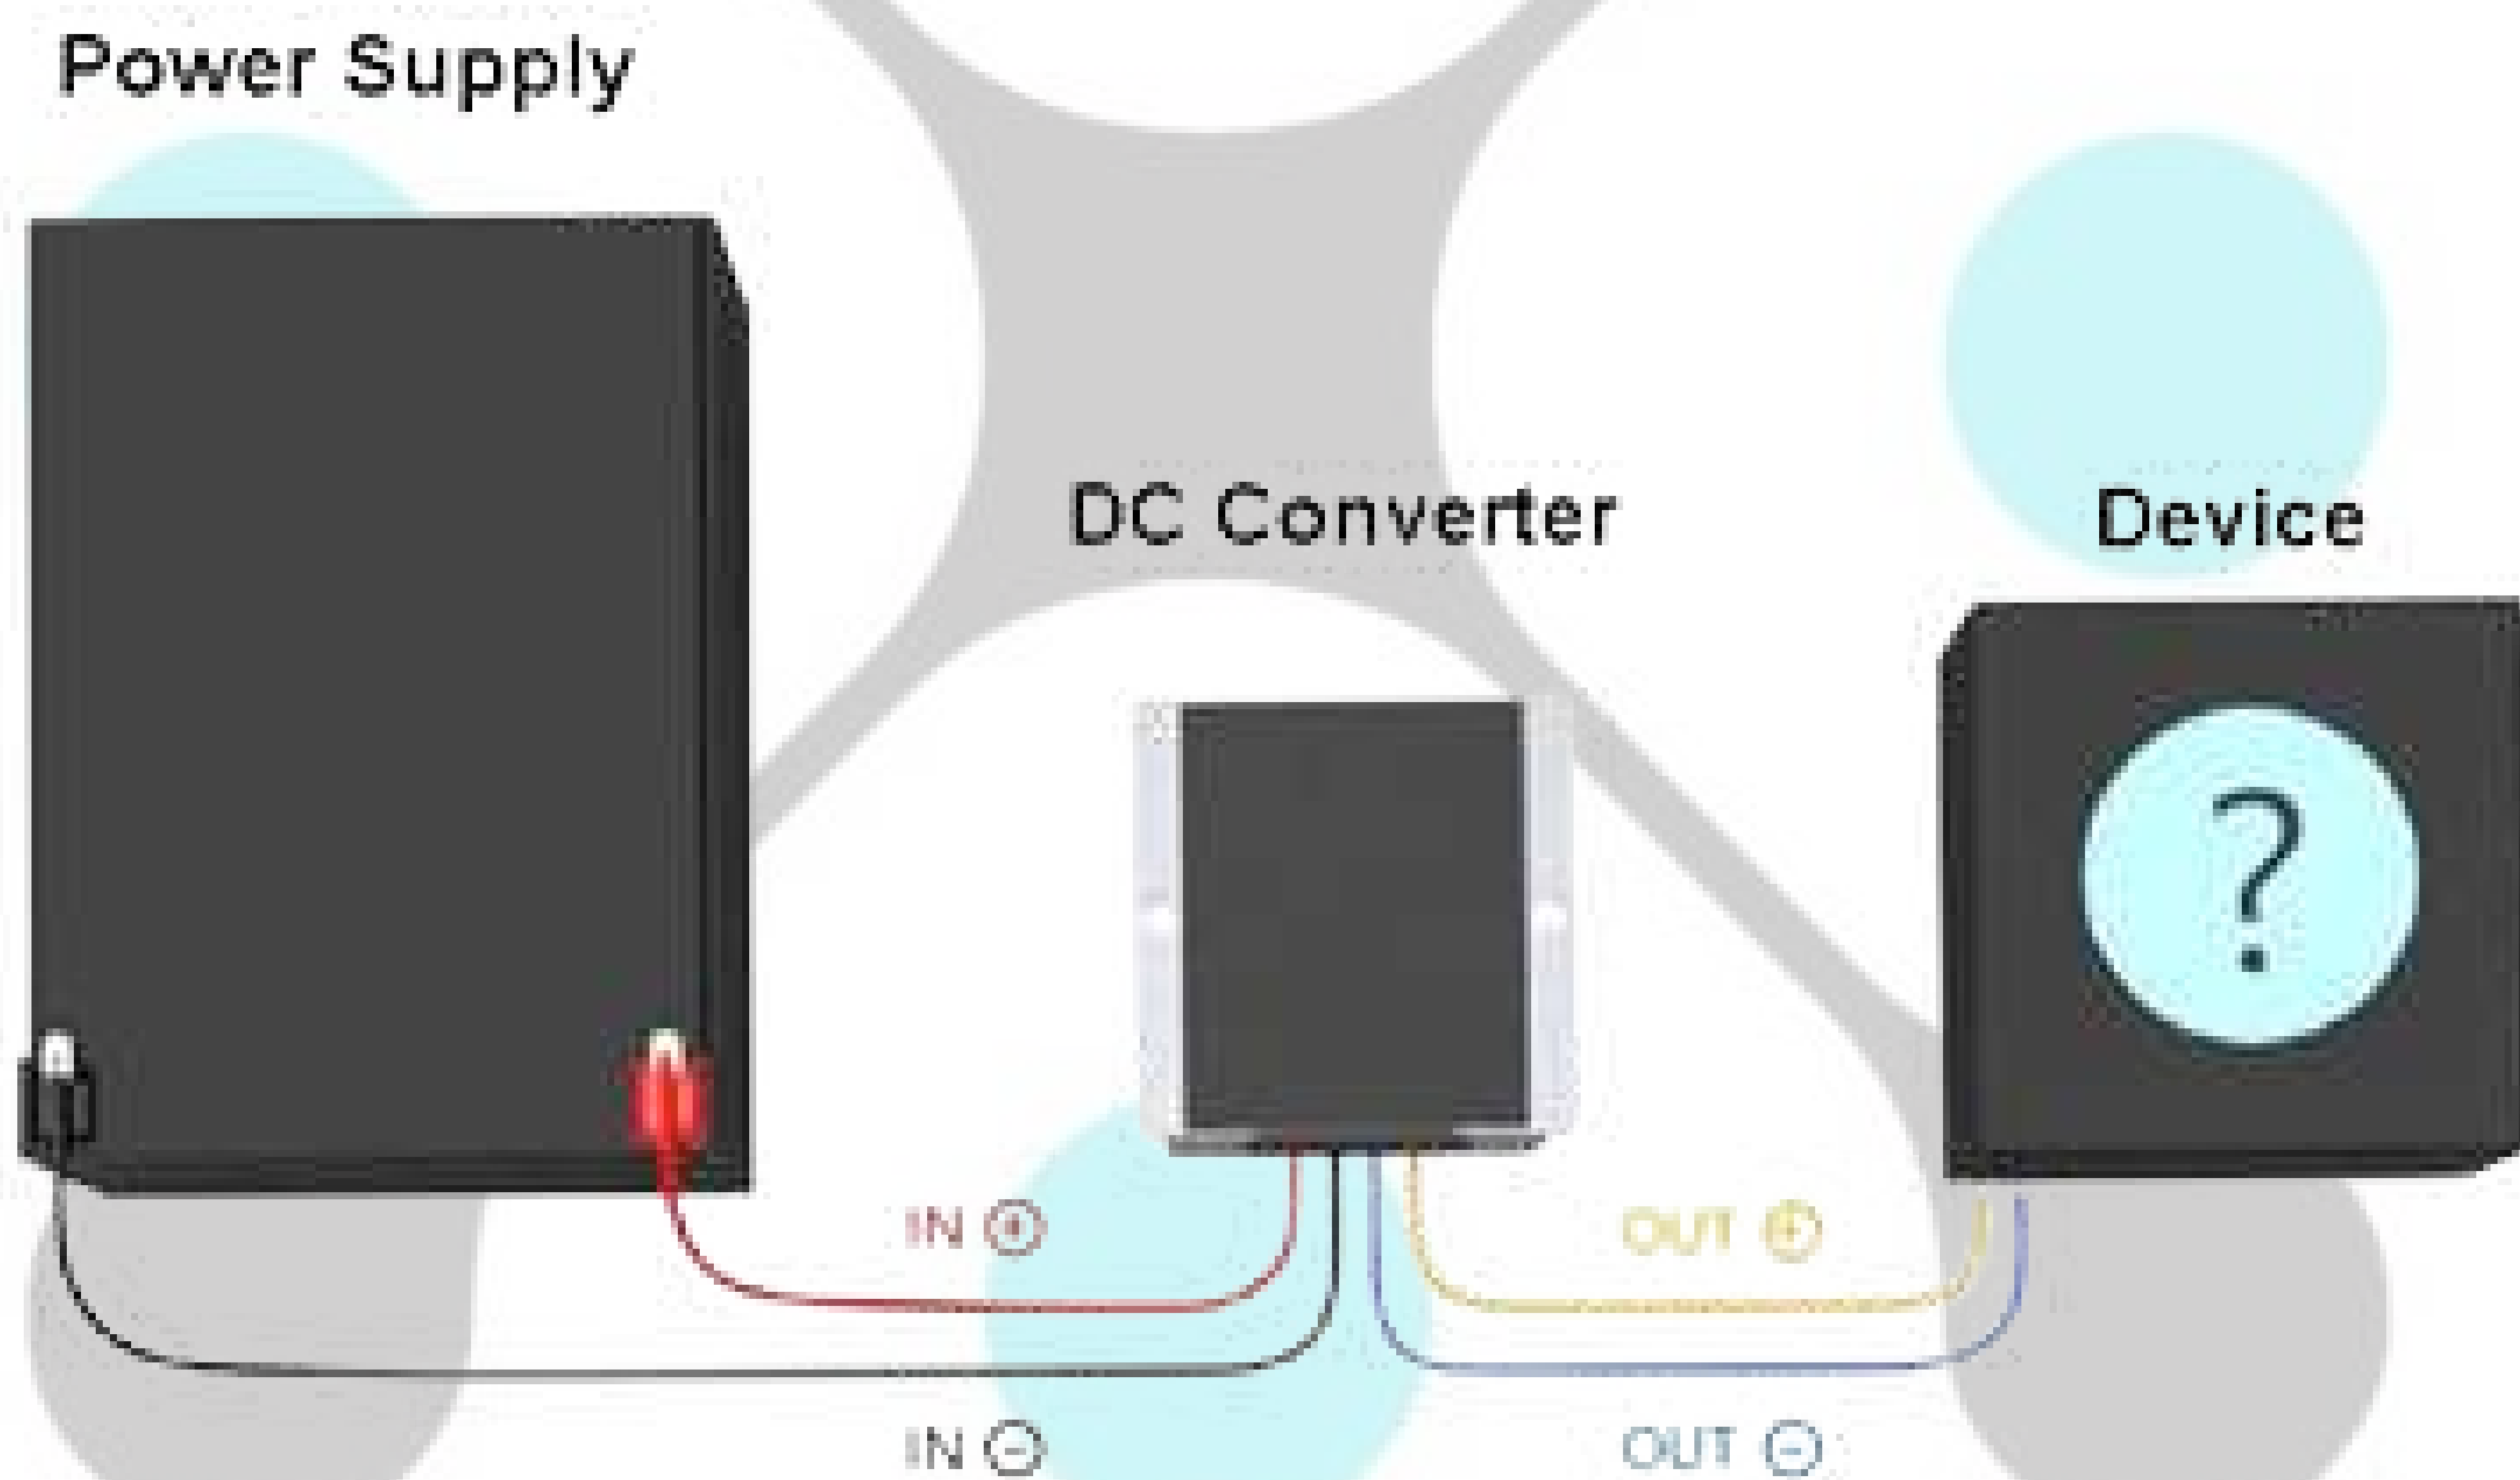 Power Supply
DC Converter
Device
?
IN +
OUT +
IN -
OUT -